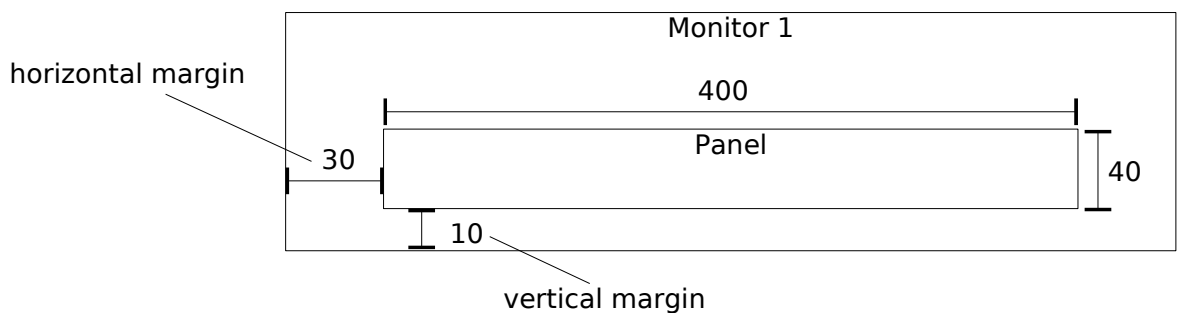 Monitor 1
horizontal margin
400
Panel
30
40
10
vertical margin